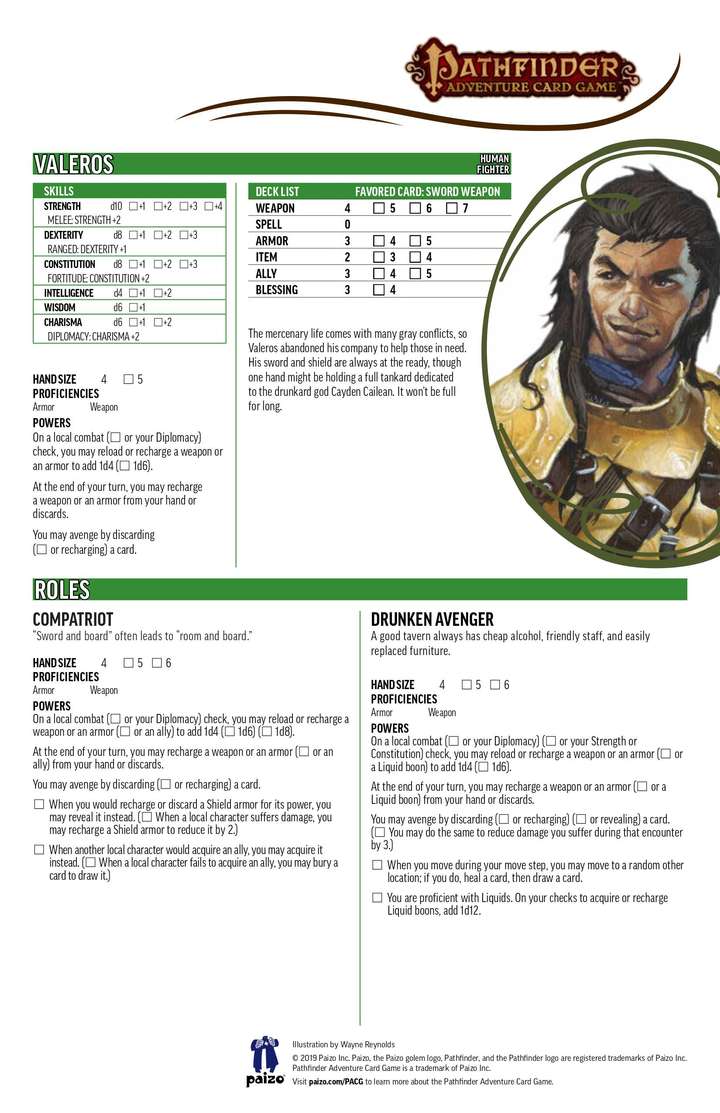 PATHFINDER
ADVENTURE CARD GAME
VALEROS
HUMAN
FIGHTER
SKILLS
STRENGTH d10 ☐+1 ☐+2 ☐+3 ☐+4
MELEE: STRENGTH +2
DEXTERITY d8 ☐+1 ☐+2 ☐+3
RANGED: DEXTERITY +1
CONSTITUTION d8 ☐+1 ☐+2 ☐+3
FORTITUDE: CONSTITUTION +2
INTELLIGENCE d4 ☐+1 ☐+2
WISDOM d6 ☐+1
CHARISMA d6 ☐+1 ☐+2
DIPLOMACY: CHARISMA +2
HAND SIZE 4 ☐ 5
PROFICIENCIES
Armor Weapon
POWERS
On a local combat (☐ or your Diplomacy)
check, you may reload or recharge a weapon or
an armor to add 1d4 (☐ 1d6).
At the end of your turn, you may recharge
a weapon or an armor from your hand or
discards.
You may avenge by discarding
(☐ or recharging) a card.
DECK LIST FAVORED CARD: SWORD WEAPON
WEAPON 4 ☐ 5 ☐ 6 ☐ 7
SPELL 0
ARMOR 3 ☐ 4 ☐ 5
ITEM 2 ☐ 3 ☐ 4
ALLY 3 ☐ 4 ☐ 5
BLESSING 3 ☐ 4
The mercenary life comes with many gray conflicts, so
Valeros abandoned his company to help those in need.
His sword and shield are always at the ready, though
one hand might be holding a full tankard dedicated
to the drunkard god Cayden Cailean. It won't be full
for long.
ROLES
COMPATRIOT
"Sword and board" often leads to "room and board."
HAND SIZE 4 ☐ 5 ☐ 6
PROFICIENCIES
Armor Weapon
POWERS
On a local combat (☐ or your Diplomacy) check, you may reload or recharge a
weapon or an armor (☐ or an ally) to add 1d4 (☐ 1d6) (☐ 1d8).
At the end of your turn, you may recharge a weapon or an armor (☐ or an
ally) from your hand or discards.
You may avenge by discarding (☐ or recharging) a card.
☐ When you would recharge or discard a Shield armor for its power, you
may reveal it instead. (☐ When a local character suffers damage, you
may recharge a Shield armor to reduce it by 2.)
☐ When another local character would acquire an ally, you may acquire it
instead. (☐ When a local character fails to acquire an ally, you may bury a
card to draw it.)
DRUNKEN AVENGER
A good tavern always has cheap alcohol, friendly staff, and easily
replaced furniture.
HAND SIZE 4 ☐ 5 ☐ 6
PROFICIENCIES
Armor Weapon
POWERS
On a local combat (☐ or your Diplomacy) (☐ or your Strength or
Constitution) check, you may reload or recharge a weapon or an armor (☐ or
a Liquid boon) to add 1d4 (☐ 1d6).
At the end of your turn, you may recharge a weapon or an armor (☐ or a
Liquid boon) from your hand or discards.
You may avenge by discarding (☐ or recharging) (☐ or revealing) a card.
(☐ You may do the same to reduce damage you suffer during that encounter
by 3.)
☐ When you move during your move step, you may move to a random other
location; if you do, heal a card, then draw a card.
☐ You are proficient with Liquids. On your checks to acquire or recharge
Liquid boons, add 1d12.
paizo
Illustration by Wayne Reynolds
© 2019 Paizo Inc. Paizo, the Paizo golem logo, Pathfinder, and the Pathfinder logo are registered trademarks of Paizo Inc.
Pathfinder Adventure Card Game is a trademark of Paizo Inc.
Visit paizo.com/PACG to learn more about the Pathfinder Adventure Card Game.